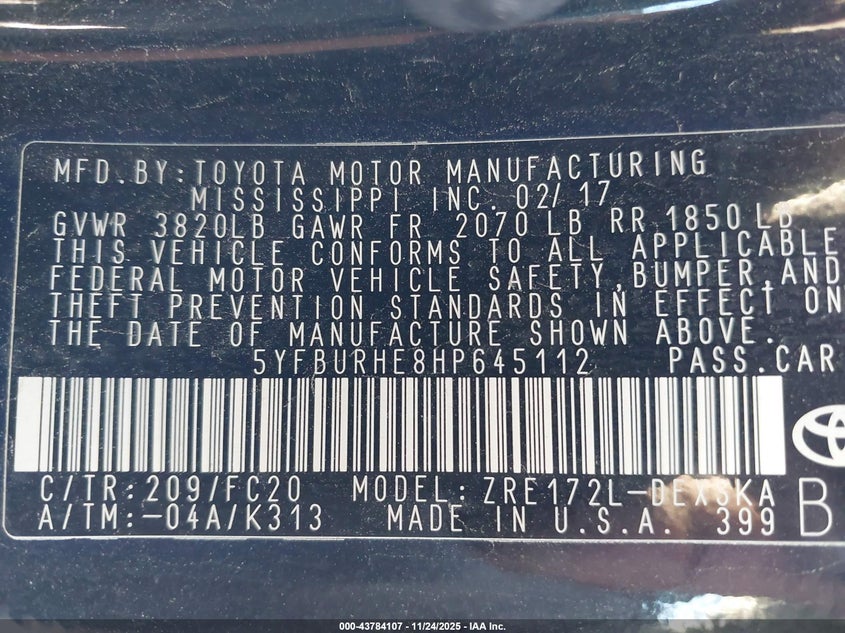 MFD.BY:TOYOTA MOTOR MANUFACTURING
MISSISSIPPI INC. 02/17
GVWR 3820LB GAWR FR 2070 LB RR 1850 LB
THIS VEHICLE CONFORMS TO ALL APPLICABLE
FEDERAL MOTOR VEHICLE SAFETY,BUMPER,AND
THEFT PREVENTION STANDARDS IN EFFECT ON
THE DATE OF MANUFACTURE SHOWN ABOVE.
5YFBURHE8HP645112 PASS.CAR
C/TR:209/FC20 MODEL:ZRE172L-DEXSKA
A/TM:-04A/K313 MADE IN U.S.A. 399 B
000-43784107 - 11/24/2025 - IAA Inc.